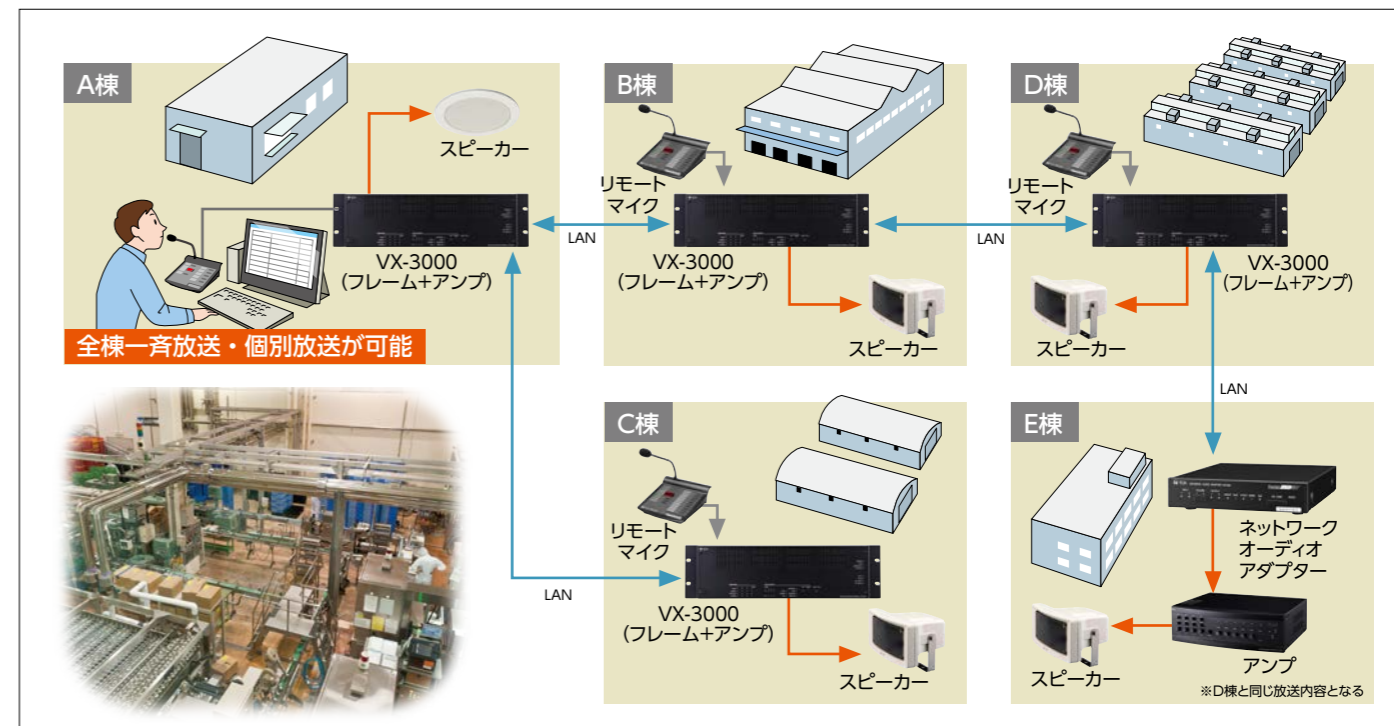 A棟
スピーカー
VX-3000
(フレーム+アンプ)
全棟一斉放送・個別放送が可能
LAN
B棟
リモート
マイク
VX-3000
(フレーム+アンプ)
スピーカー
LAN
D棟
リモート
マイク
VX-3000
(フレーム+アンプ)
スピーカー
LAN
C棟
リモート
マイク
LAN
VX-3000
(フレーム+アンプ)
スピーカー
E棟
ネットワーク
オーディオ
アダプター
アンプ
スピーカー
※D棟と同じ放送内容となる